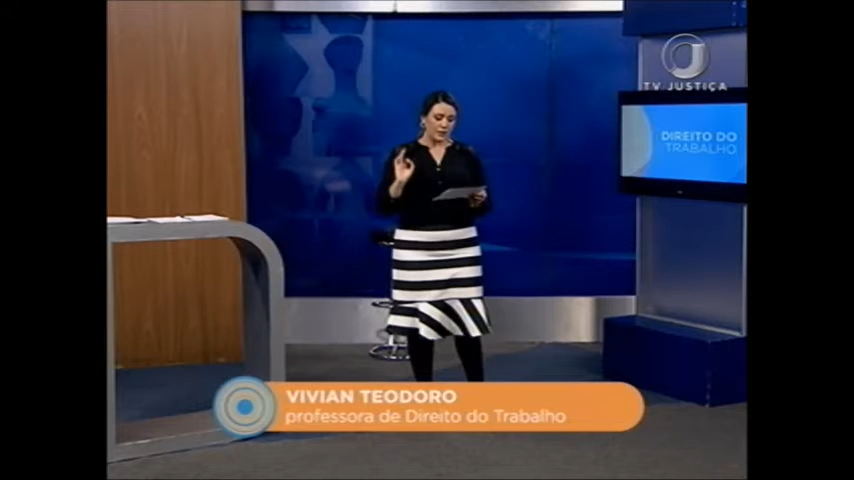 TV JUSTIÇA
DIREITO DO
TRABALHO
VIVIAN TEODORO
professora de Direito do Trabalho